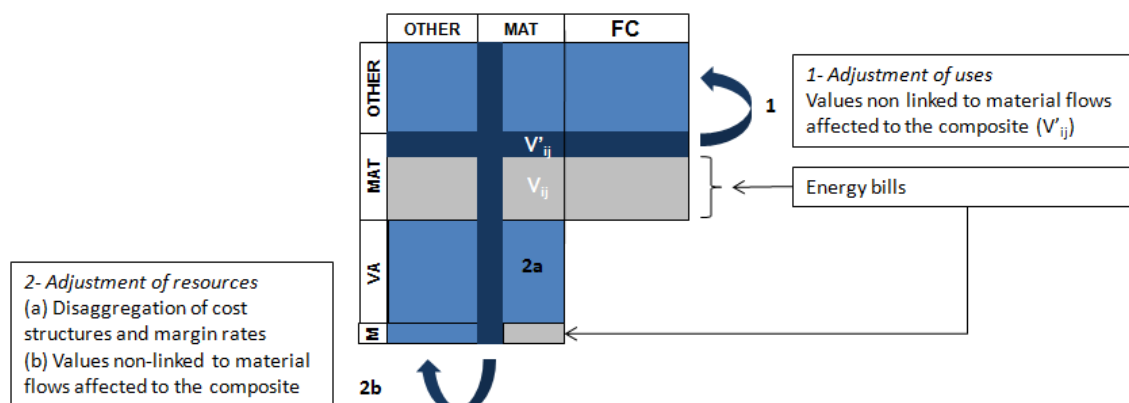 OTHER MAT FC
OTHER
MAT
VA
M
V'ij
Vij
2a
1
1- Adjustment of uses
Values non linked to material flows
affected to the composite (V'ij)
Energy bills
2- Adjustment of resources
(a) Disaggregation of cost
structures and margin rates
(b) Values non-linked to material
flows affected to the composite
2b